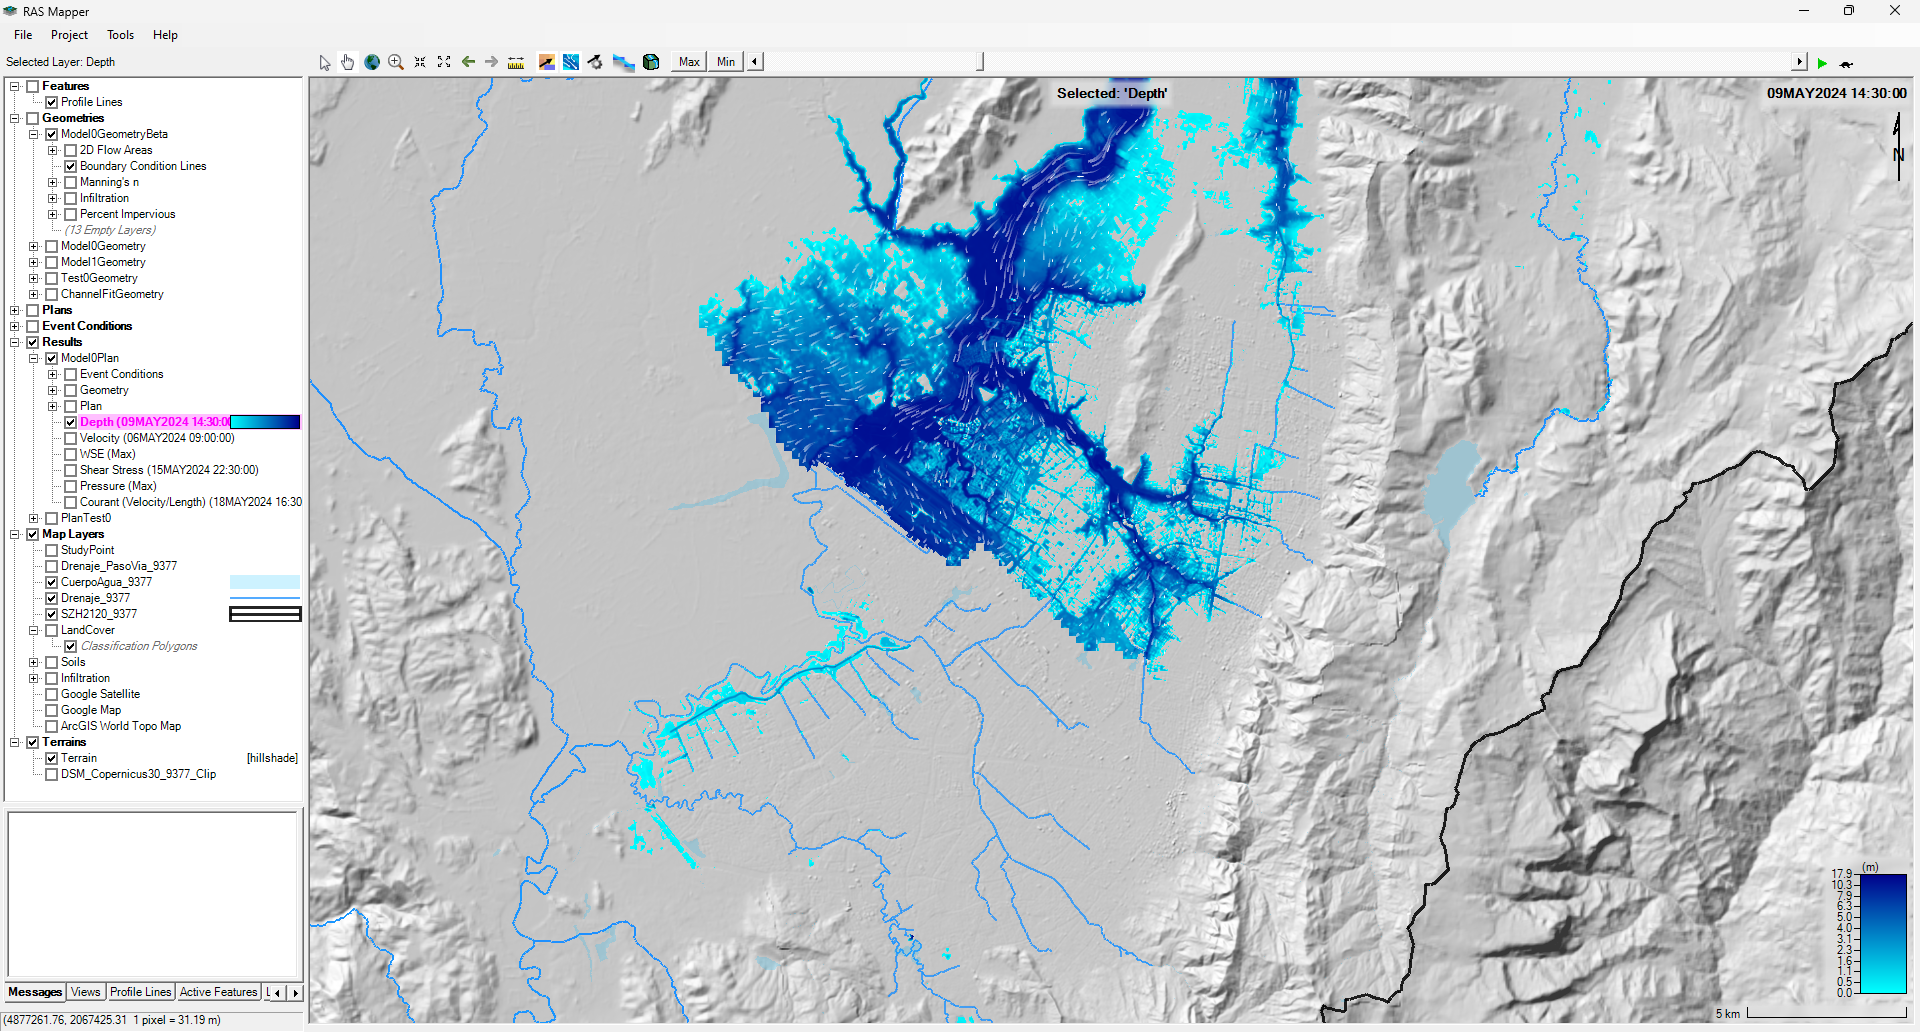 RAS Mapper
File Project Tools Help
Selected Layer: Depth
Max Min
Features
Profile Lines
Geometries
Model0GeometryBeta
2D Flow Areas
Boundary Condition Lines
Manning's n
Infiltration
Percent Impervious
(13 Empty Layers)
Model0Geometry
Model1Geometry
Test0Geometry
ChannelFitGeometry
Plans
Event Conditions
Results
Model0Plan
Event Conditions
Geometry
Plan
Depth (09MAY2024 14:30:00
Velocity (06MAY2024 09:00:00)
WSE (Max)
Shear Stress (15MAY2024 22:30:00)
Pressure (Max)
Courant (Velocity/Length) (18MAY2024 16:30
PlanTest0
Map Layers
StudyPoint
Drenaje_PasoVia_9377
CuerpoAgua_9377
Drenaje_9377
SZH2120_9377
LandCover
Classification Polygons
Soils
Infiltration
Google Satellite
Google Map
ArcGIS World Topo Map
Terrains
Terrain [hillshade]
DSM_Copernicus30_9377_Clip
Messages Views Profile Lines Active Features
(4877261.76, 2067425.31 1 pixel = 31.19 m)
Selected: 'Depth'
09MAY2024 14:30:00
N
(m)
17.9
10.3
7.9
6.3
5.0
4.0
3.1
2.3
1.6
1.1
0.5
0.0
5 km